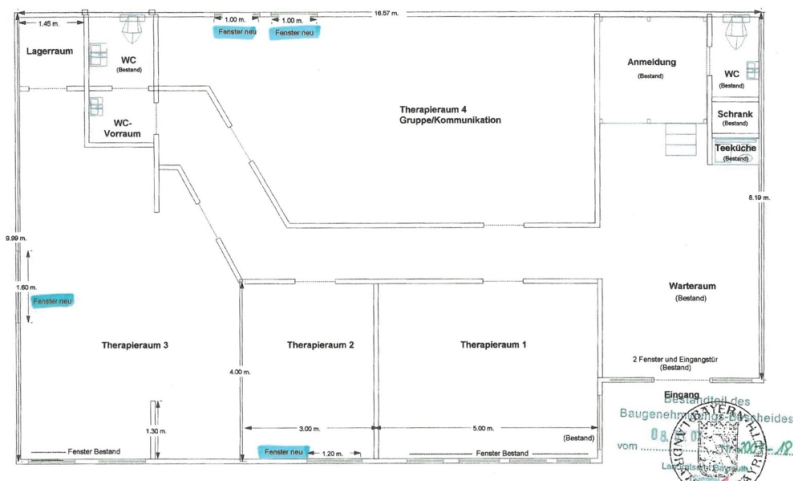 16.57 m.
1.45 m.
1.00 m.
1.00 m.
Fenster neu
Fenster neu
Lagerraum
WC
(Bestand)
Anmeldung
(Bestand)
WC
(Bestand)
Therapieraum 4
Gruppe/Kommunikation
Schrank
(Bestand)
WC-
Vorraum
Teeküche
(Bestand)
8.19 m.
9.99 m.
1.60 m.
Fenster neu
Warteraum
(Bestand)
Therapieraum 3
Therapieraum 2
Therapieraum 1
2 Fenster und Eingangstür
(Bestand)
4.00 m.
1.30 m.
3.00 m.
5.00 m.
(Bestand)
Fenster Bestand
Fenster neu
1.20 m.
Fenster Bestand
Eingang
Bestandteil des
vom